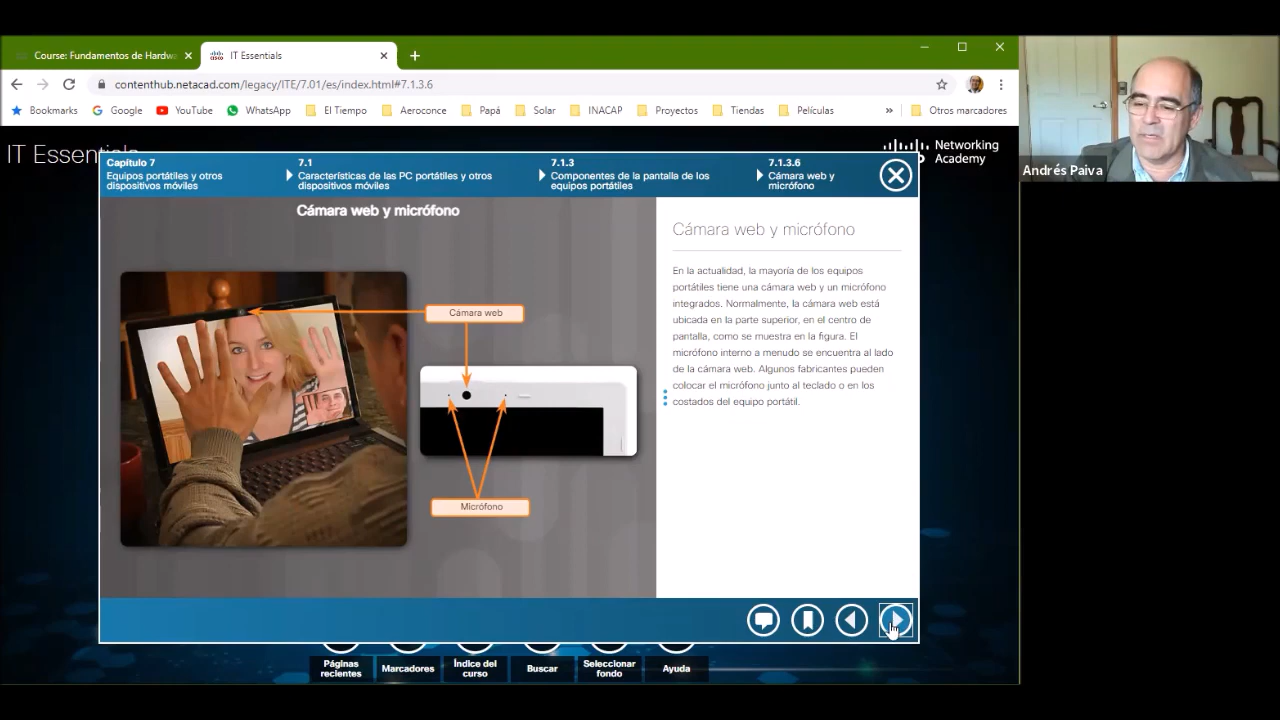 Course: Fundamentos de Hardw
IT Essentials
contenthub.netacad.com/legacy/ITE/7.01/es/index.html#7.1.3.6
Bookmarks Google YouTube WhatsApp El Tiempo Aeroconce Papá Solar INACAP Proyectos Tiendas Películas » Otros marcadores
IT Essentials
Networking
Academy
CISCO
Capítulo 7
Equipos portátiles y otros
dispositivos móviles
7.1
Características de las PC portátiles y otros
dispositivos móviles
7.1.3
Componentes de la pantalla de los
equipos portátiles
7.1.3.6
Cámara web y
micrófono
Cámara web y micrófono
Cámara web
Micrófono
Cámara web y micrófono
En la actualidad, la mayoría de los equipos
portátiles tiene una cámara web y un micrófono
integrados. Normalmente, la cámara web está
ubicada en la parte superior, en el centro de
pantalla, como se muestra en la figura. El
micrófono interno a menudo se encuentra al lado
de la cámara web. Algunos fabricantes pueden
colocar el micrófono junto al teclado o en los
costados del equipo portátil.
Páginas
recientes
Marcadores
Índice del
curso
Buscar
Seleccionar
fondo
Ayuda
Andrés Paiva